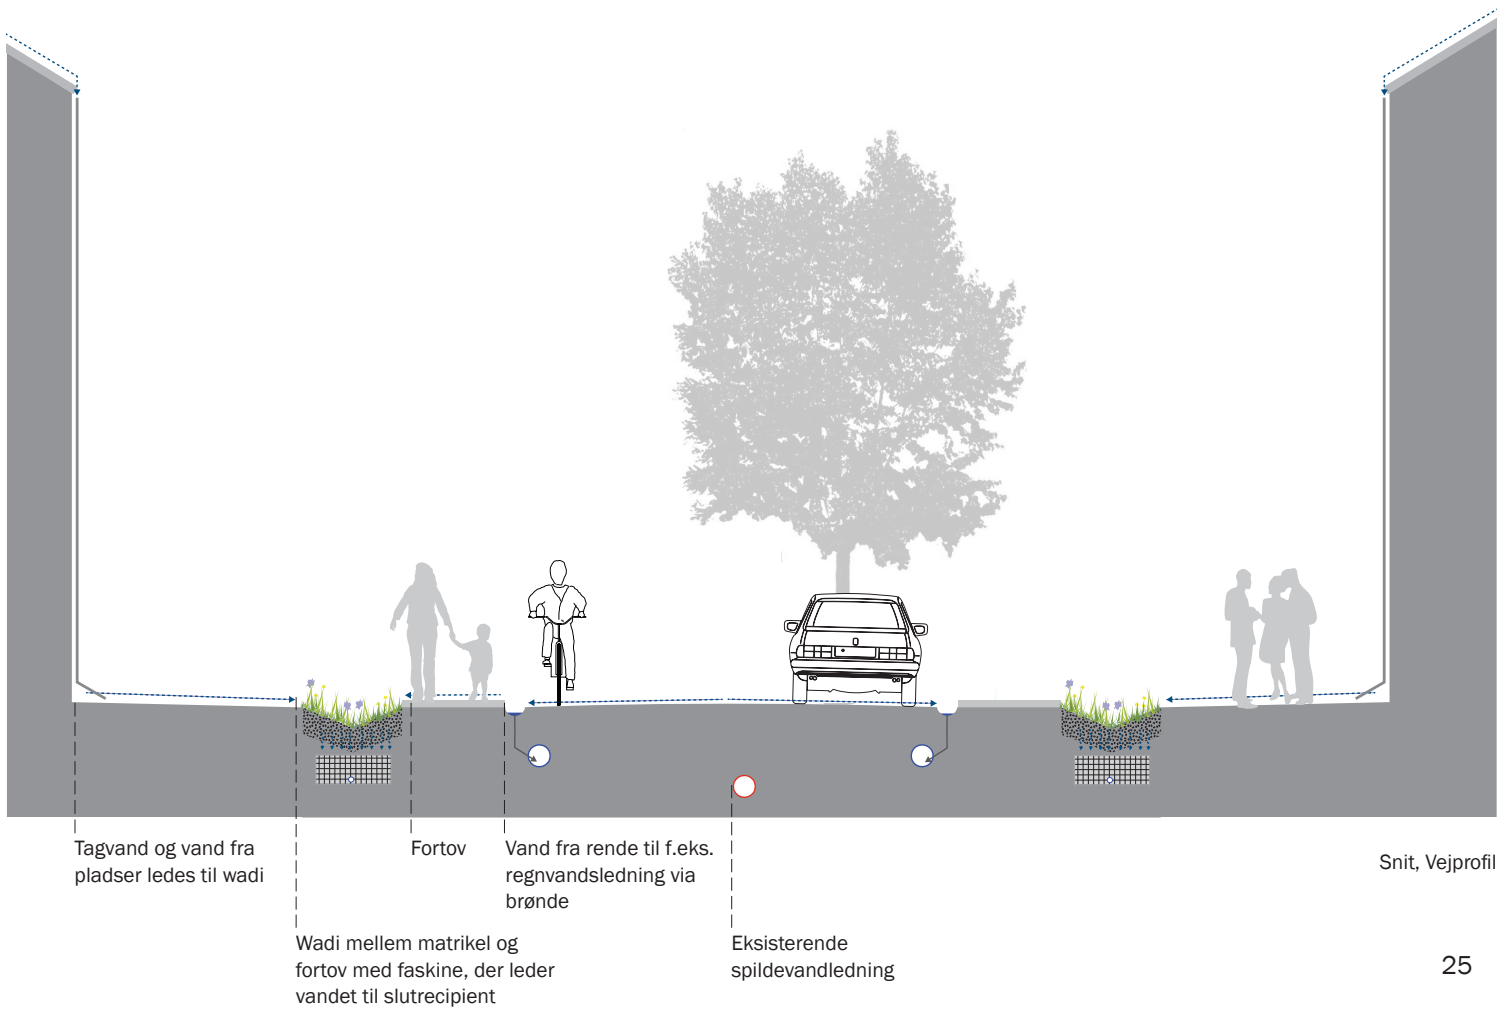 Tagvand og vand fra
pladser ledes til wadi
Fortov
Vand fra rende til f.eks.
regnvandsledning via
brønde
Snit, Vejprofil
Wadi mellem matrikel og
fortov med faskine, der leder
vandet til slutrecipient
Eksisterende
spildevandledning
25